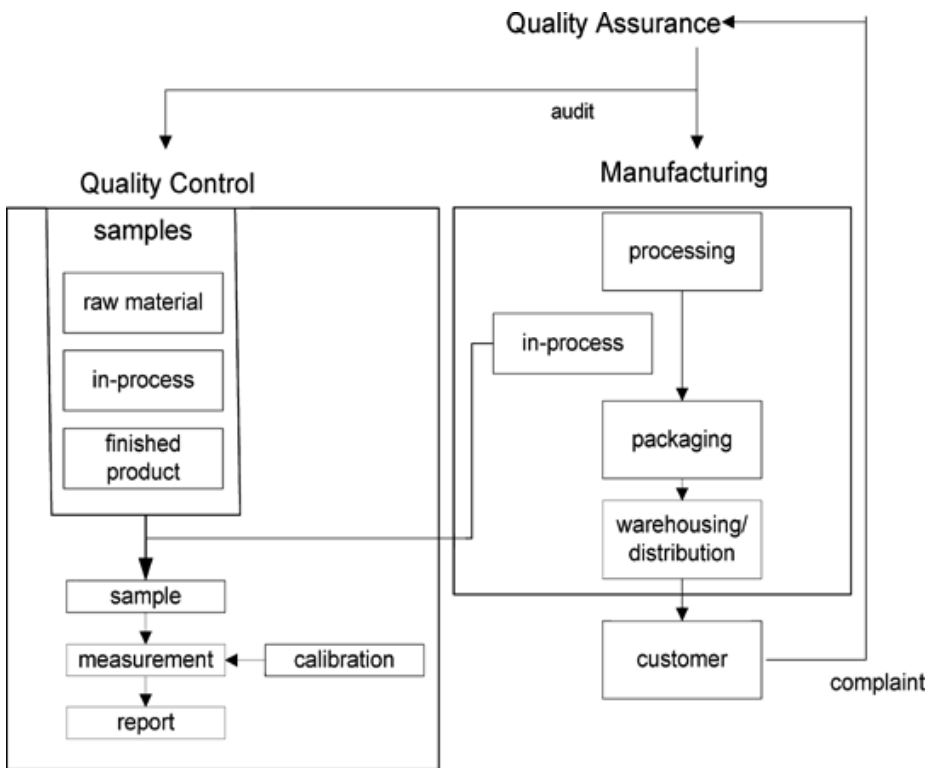 Quality Assurance
audit
Quality Control
Manufacturing
samples
raw material
in-process
finished
product
sample
measurement
calibration
report
processing
in-process
packaging
warehousing/
distribution
customer
complaint